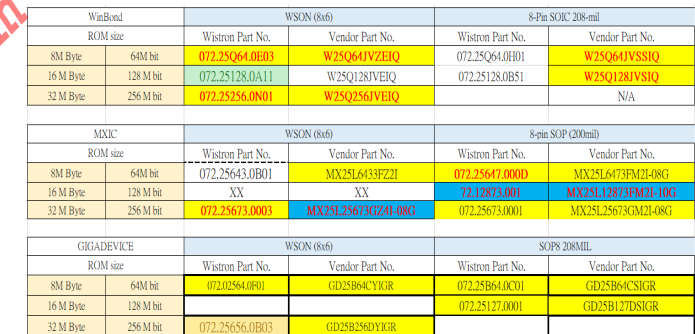 WinBond WSON (8x6) 8-Pin SOIC 208-mil
ROM size Wistron Part No. Vendor Part No. Wistron Part No. Vendor Part No.
8M Byte 64M bit 072.25Q64.0E03 W25Q64JVZEIQ 072.25Q64.0H01 W25Q64JVSSIQ
16 M Byte 128 M bit 072.25128.0A11 W25Q128JVEIQ 072.25128.0B51 W25Q128JVSIQ
32 M Byte 256 M bit 072.25256.0N01 W25Q256JVEIQ N/A
MXIC WSON (8x6) 8-pin SOP (200mil)
ROM size Wistron Part No. Vendor Part No. Wistron Part No. Vendor Part No.
8M Byte 64M bit 072.25643.0B01 MX25L6433FZ2I 072.25647.000D MX25L6473FM2I-08G
16 M Byte 128 M bit XX XX 72.12873.001 MX25L12873FM2I-10G
32 M Byte 256 M bit 072.25673.0003 MX25L25673GZ4I-08G 072.25673.0001 MX25L25673GM2I-08G
GIGADEVICE WSON (8x6) SOP8 208MIL
ROM size Wistron Part No. Vendor Part No. Wistron Part No. Vendor Part No.
8M Byte 64M bit 072.02564.0F01 GD25B64CYIGR 072.25B64.0C01 GD25B64CSIGR
16 M Byte 128 M bit 072.25127.0001 GD25B127DSIGR
32 M Byte 256 M bit 072.25656.0B03 GD25B256DYIGR